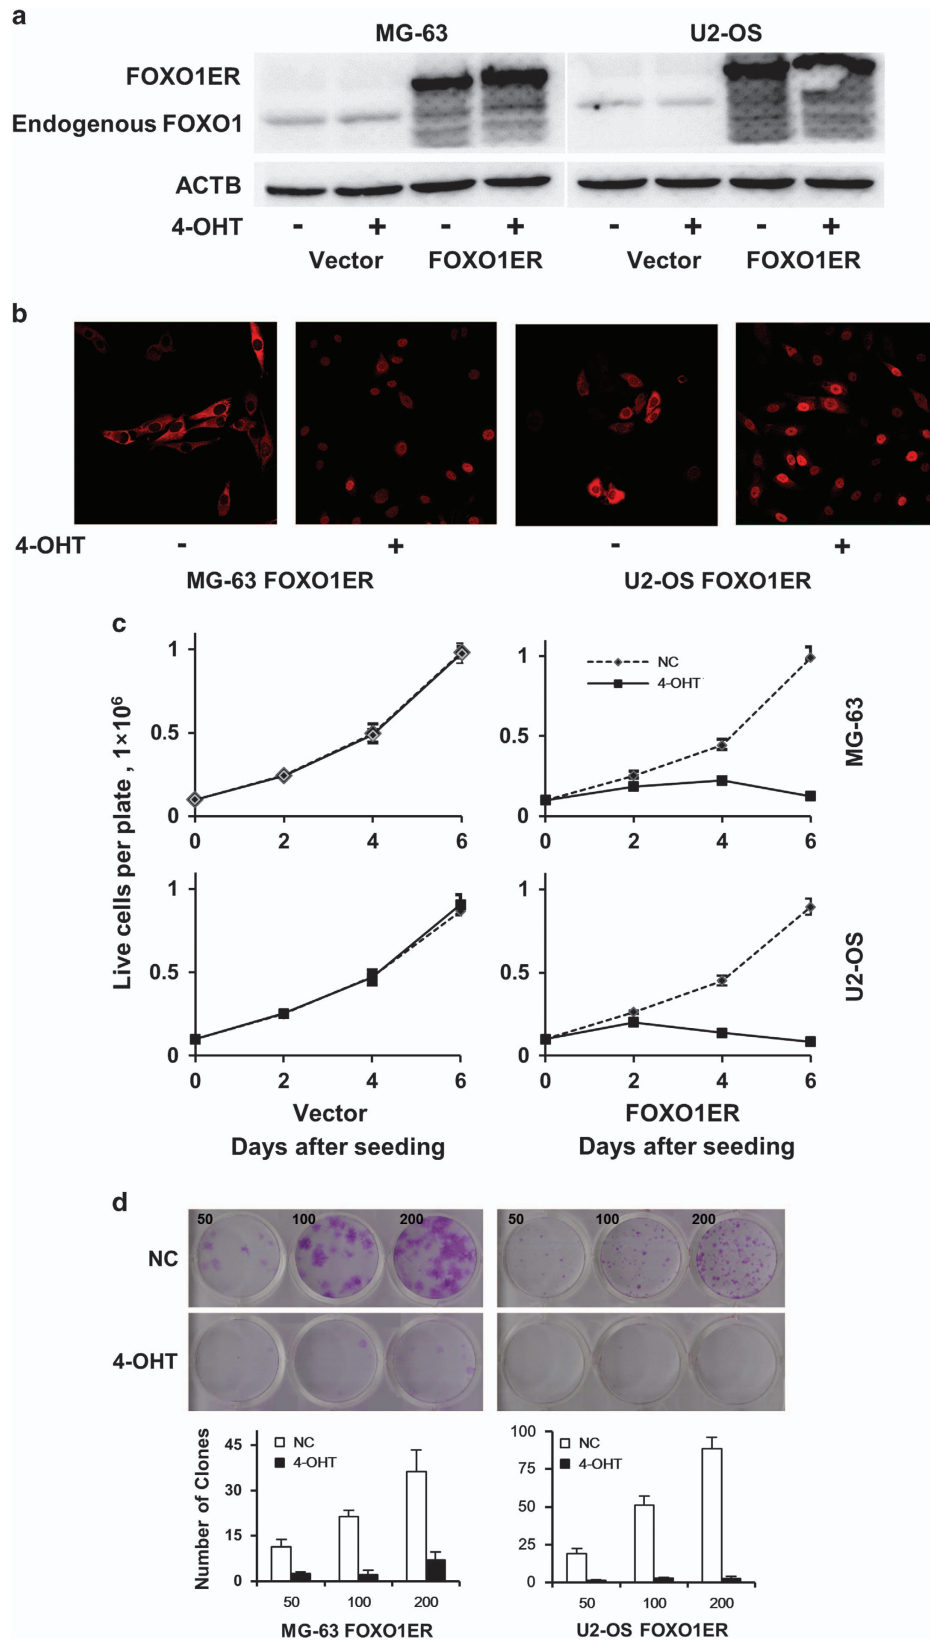 a
MG-63 U2-OS
FOXO1ER
Endogenous FOXO1
ACTB
4-OHT - + - + - + - +
Vector FOXO1ER Vector FOXO1ER
b
4-OHT - + - +
MG-63 FOXO1ER U2-OS FOXO1ER
c
Live cells per plate , 1×10⁶
1
0.5
0
0 2 4 6
1
0.5
0
0 2 4 6
NC
4-OHT
MG-63
1
0.5
0
0 2 4 6
Vector
Days after seeding
1
0.5
0
0 2 4 6
FOXO1ER
Days after seeding
U2-OS
d
50 100 200 50 100 200
NC
4-OHT
Number of Clones
45
30
15
0
NC
4-OHT
50 100 200
MG-63 FOXO1ER
100
75
50
25
0
NC
4-OHT
50 100 200
U2-OS FOXO1ER